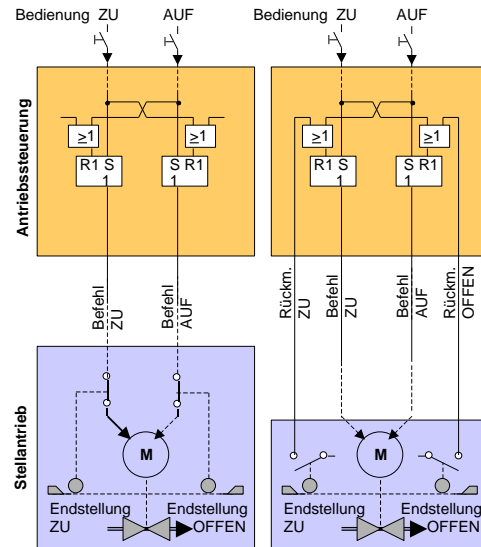 Bedienung ZU AUF
Bedienung ZU AUF
Antriebssteuerung
≥1 ≥1
R1 S S R1
1 1
≥1 ≥1
R1 S S R1
1 1
Befehl
ZU
Befehl
AUF
Rückm.
ZU
Befehl
ZU
Befehl
AUF
Rückm.
OFFEN
Stellantrieb
M
Endstellung
ZU
Endstellung
OFFEN
M
Endstellung
ZU
Endstellung
OFFEN